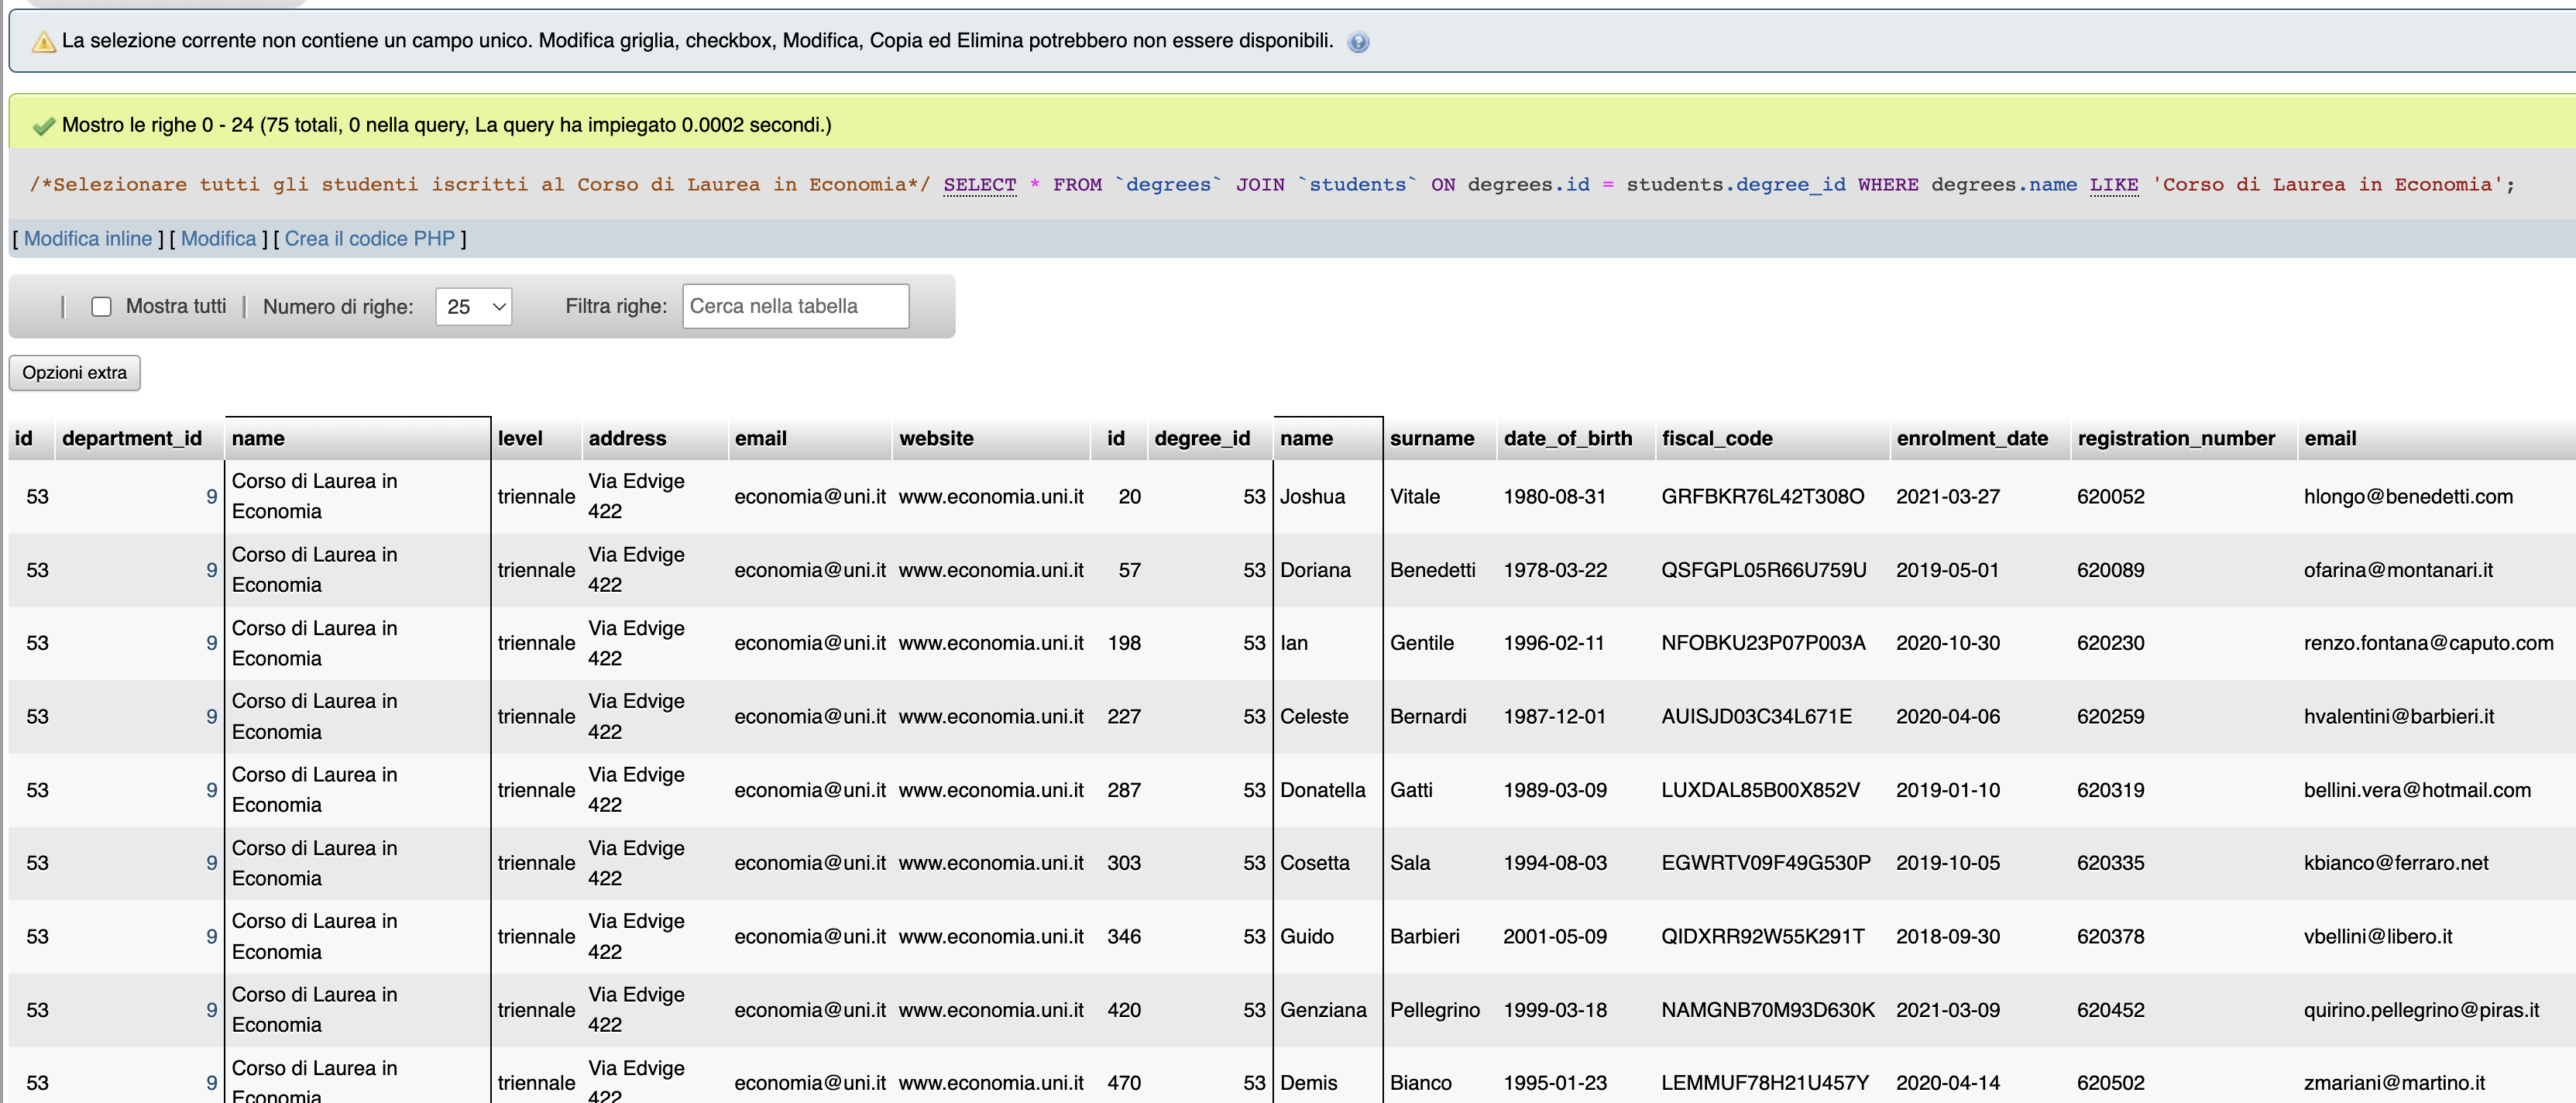 La selezione corrente non contiene un campo unico. Modifica griglia, checkbox, Modifica, Copia ed Elimina potrebbero non essere disponibili.
Mostro le righe 0 - 24 (75 totali, 0 nella query, La query ha impiegato 0.0002 secondi.)
/*Selezionare tutti gli studenti iscritti al Corso di Laurea in Economia*/ SELECT * FROM `degrees` JOIN `students` ON degrees.id = students.degree_id WHERE degrees.name LIKE 'Corso di Laurea in Economia';
[ Modifica inline ] [ Modifica ] [ Crea il codice PHP ]
| Mostra tutti | Numero di righe: 25 Filtra righe: Cerca nella tabella
Opzioni extra
id department_id name level address email website id degree_id name surname date_of_birth fiscal_code enrolment_date registration_number email
53 9 Corso di Laurea in Economia triennale Via Edvige 422 economia@uni.it www.economia.uni.it 20 53 Joshua Vitale 1980-08-31 GRFBKR76L42T308O 2021-03-27 620052 hlongo@benedetti.com
53 9 Corso di Laurea in Economia triennale Via Edvige 422 economia@uni.it www.economia.uni.it 57 53 Doriana Benedetti 1978-03-22 QSFGPL05R66U759U 2019-05-01 620089 ofarina@montanari.it
53 9 Corso di Laurea in Economia triennale Via Edvige 422 economia@uni.it www.economia.uni.it 198 53 Ian Gentile 1996-02-11 NFOBKU23P07P003A 2020-10-30 620230 renzo.fontana@caputo.com
53 9 Corso di Laurea in Economia triennale Via Edvige 422 economia@uni.it www.economia.uni.it 227 53 Celeste Bernardi 1987-12-01 AUISJD03C34L671E 2020-04-06 620259 hvalentini@barbieri.it
53 9 Corso di Laurea in Economia triennale Via Edvige 422 economia@uni.it www.economia.uni.it 287 53 Donatella Gatti 1989-03-09 LUXDAL85B00X852V 2019-01-10 620319 bellini.vera@hotmail.com
53 9 Corso di Laurea in Economia triennale Via Edvige 422 economia@uni.it www.economia.uni.it 303 53 Cosetta Sala 1994-08-03 EGWRTV09F49G530P 2019-10-05 620335 kbianco@ferraro.net
53 9 Corso di Laurea in Economia triennale Via Edvige 422 economia@uni.it www.economia.uni.it 346 53 Guido Barbieri 2001-05-09 QIDXRR92W55K291T 2018-09-30 620378 vbellini@libero.it
53 9 Corso di Laurea in Economia triennale Via Edvige 422 economia@uni.it www.economia.uni.it 420 53 Genziana Pellegrino 1999-03-18 NAMGNB70M93D630K 2021-03-09 620452 quirino.pellegrino@piras.it
53 9 Corso di Laurea in Economia triennale Via Edvige 422 economia@uni.it www.economia.uni.it 470 53 Demis Bianco 1995-01-23 LEMMUF78H21U457Y 2020-04-14 620502 zmariani@martino.it